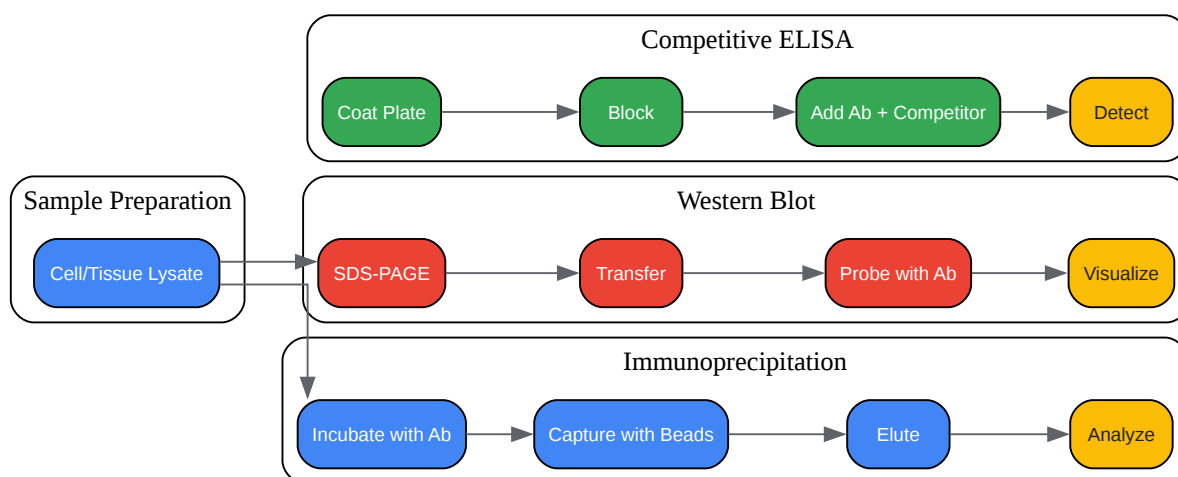 Competitive ELISA
Coat Plate
Block
Add Ab + Competitor
Detect
Sample Preparation
Cell/Tissue Lysate
Western Blot
SDS-PAGE
Transfer
Probe with Ab
Visualize
Immunoprecipitation
Incubate with Ab
Capture with Beads
Elute
Analyze